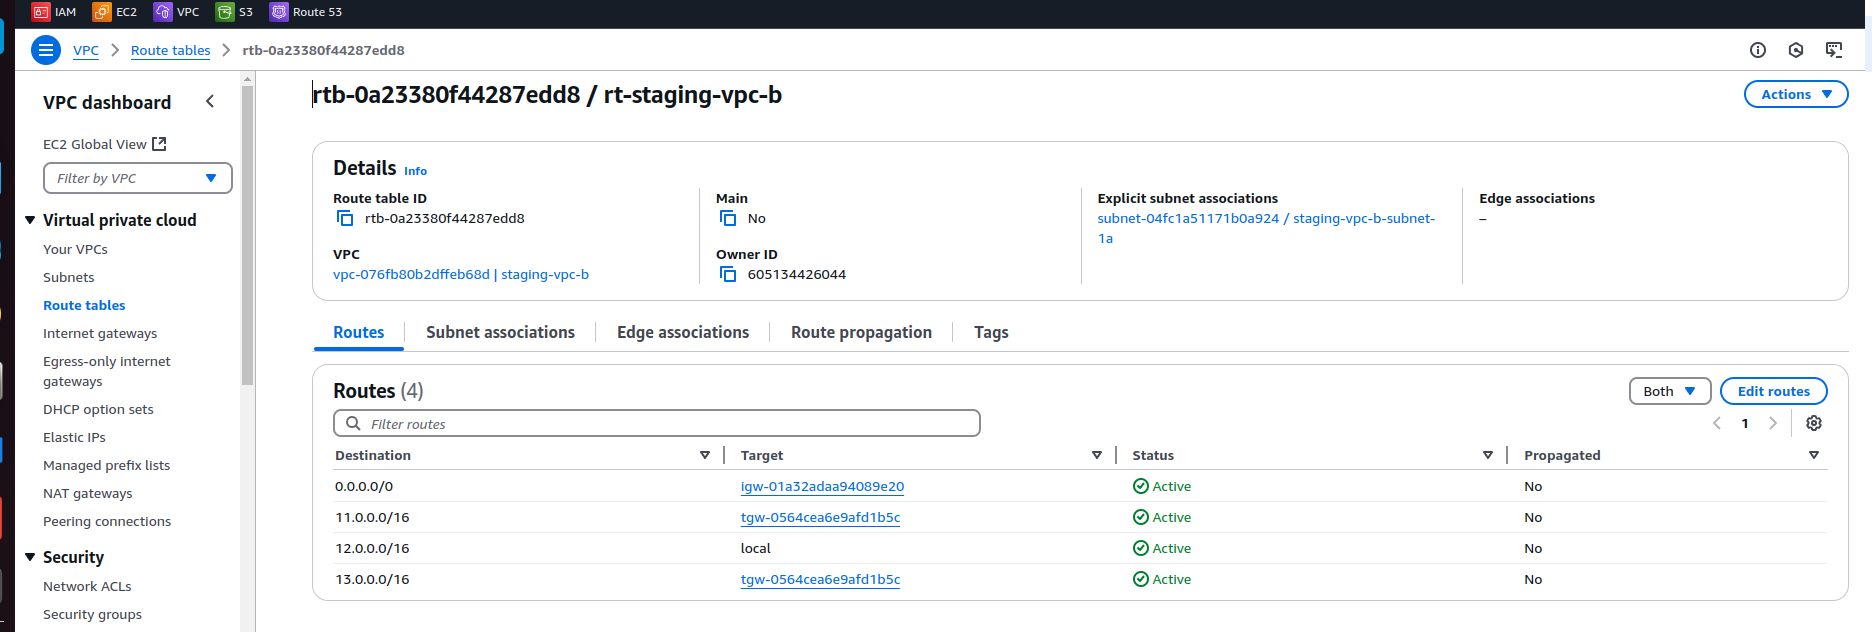 IAM EC2 VPC S3 Route 53
VPC > Route tables > rtb-0a23380f44287edd8
VPC dashboard
EC2 Global View
Filter by VPC
Virtual private cloud
Your VPCs
Subnets
Route tables
Internet gateways
Egress-only internet
gateways
DHCP option sets
Elastic IPs
Managed prefix lists
NAT gateways
Peering connections
Security
Network ACLs
Security groups
rtb-0a23380f44287edd8 / rt-staging-vpc-b
Actions
Details Info
Route table ID
rtb-0a23380f44287edd8
VPC
vpc-076fb80b2dffeb68d | staging-vpc-b
Main
No
Owner ID
605134426044
Explicit subnet associations
subnet-04fc1a51171b0a924 / staging-vpc-b-subnet-
1a
Edge associations
–
Routes Subnet associations Edge associations Route propagation Tags
Routes (4)
Both Edit routes
Filter routes
1
Destination Target Status Propagated
0.0.0.0/0 igw-01a32adaa94089e20 Active No
11.0.0.0/16 tgw-0564cea6e9afd1b5c Active No
12.0.0.0/16 local Active No
13.0.0.0/16 tgw-0564cea6e9afd1b5c Active No